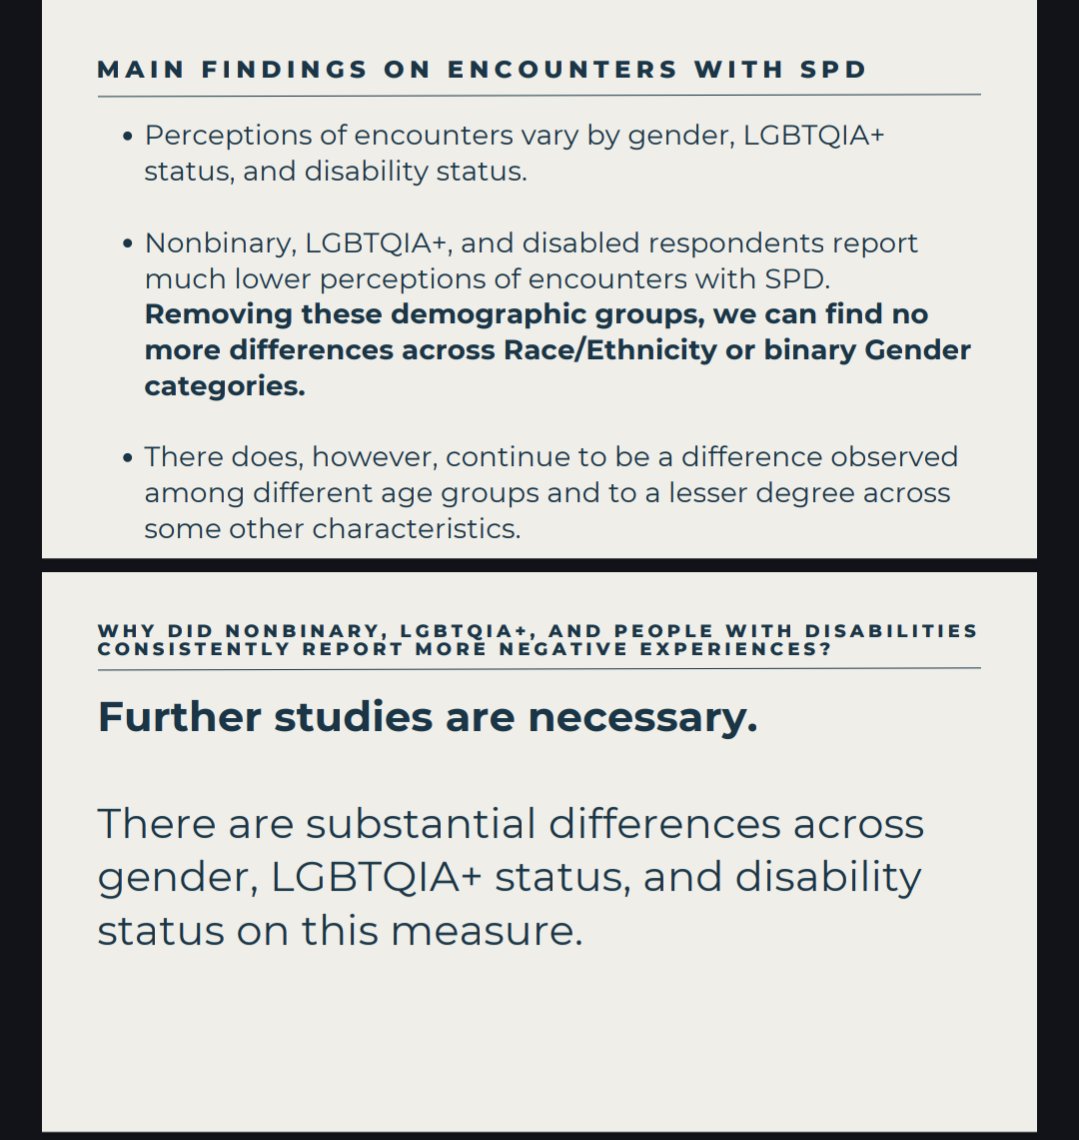 MAIN FINDINGS ON ENCOUNTERS WITH SPD
• Perceptions of encounters vary by gender, LGBTQIA+
status, and disability status.
• Nonbinary, LGBTQIA+, and disabled respondents report
much lower perceptions of encounters with SPD.
Removing these demographic groups, we can find no
more differences across Race/Ethnicity or binary Gender
categories.
• There does, however, continue to be a difference observed
among different age groups and to a lesser degree across
some other characteristics.
WHY DID NONBINARY, LGBTQIA+, AND PEOPLE WITH DISABILITIES
CONSISTENTLY REPORT MORE NEGATIVE EXPERIENCES?
Further studies are necessary.
There are substantial differences across
gender, LGBTQIA+ status, and disability
status on this measure.